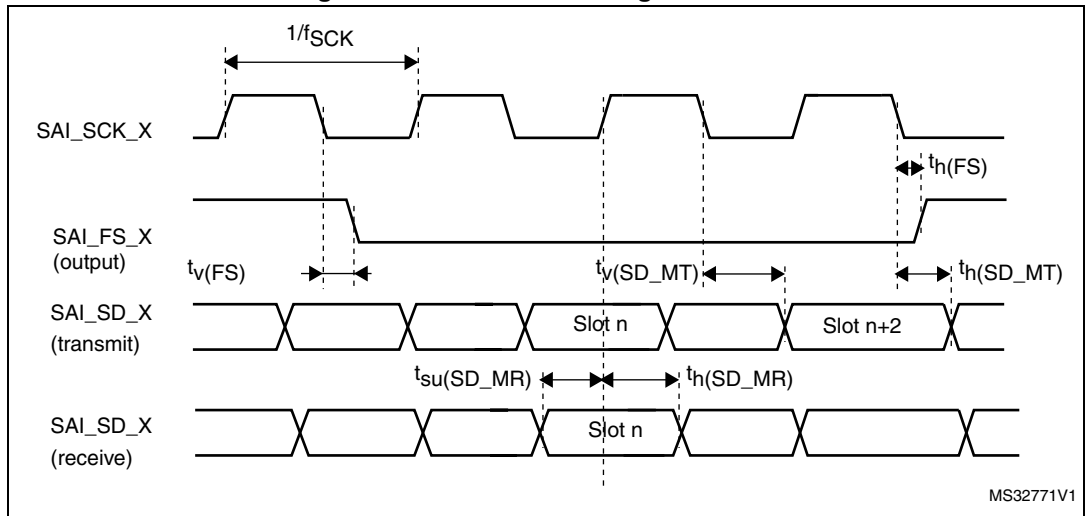 1/fSCK
SAI_SCK_X
th(FS)
SAI_FS_X
(output)
tv(FS)
tv(SD_MT)
th(SD_MT)
SAI_SD_X
(transmit)
Slot n
Slot n+2
tsu(SD_MR)
th(SD_MR)
SAI_SD_X
(receive)
Slot n
MS32771V1